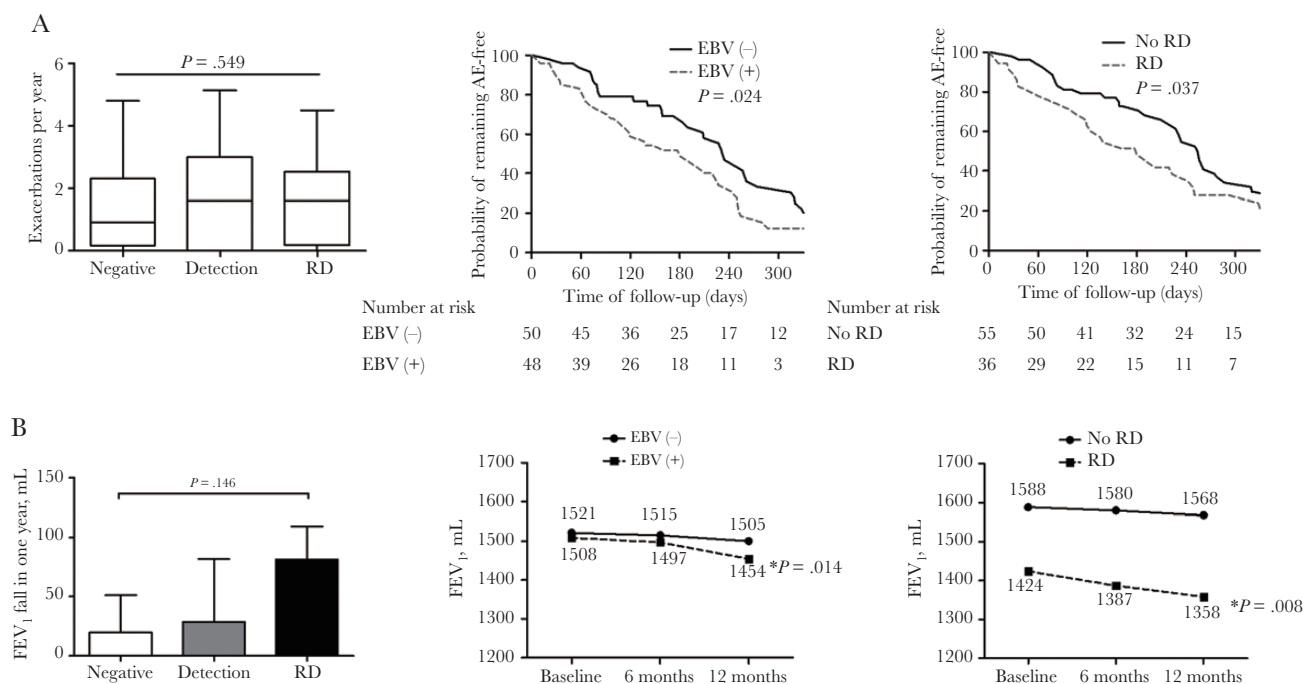 A
Exacerbations per year
6
4
2
0
P = .549
Negative Detection RD
Probability of remaining AE-free
100
80
60
40
20
0
EBV (–)
EBV (+)
P = .024
0 60 120 180 240 300
Time of follow-up (days)
Number at risk
EBV (–) 50 45 36 25 17 12
EBV (+) 48 39 26 18 11 3
Probability of remaining AE-free
100
80
60
40
20
0
No RD
RD
P = .037
0 60 120 180 240 300
Time of follow-up (days)
Number at risk
No RD 55 50 41 32 24 15
RD 36 29 22 15 11 7
B
FEV1 fall in one year, mL
150
100
50
0
P = .146
Negative Detection RD
EBV (–)
EBV (+)
FEV1, mL
1700
1600
1500
1400
1300
1200
1521 1515 1505
1508 1497 1454 *P = .014
Baseline 6 months 12 months
No RD
RD
FEV1, mL
1700
1600
1500
1400
1300
1200
1588 1580 1568
1424 1387 1358 *P = .008
Baseline 6 months 12 months